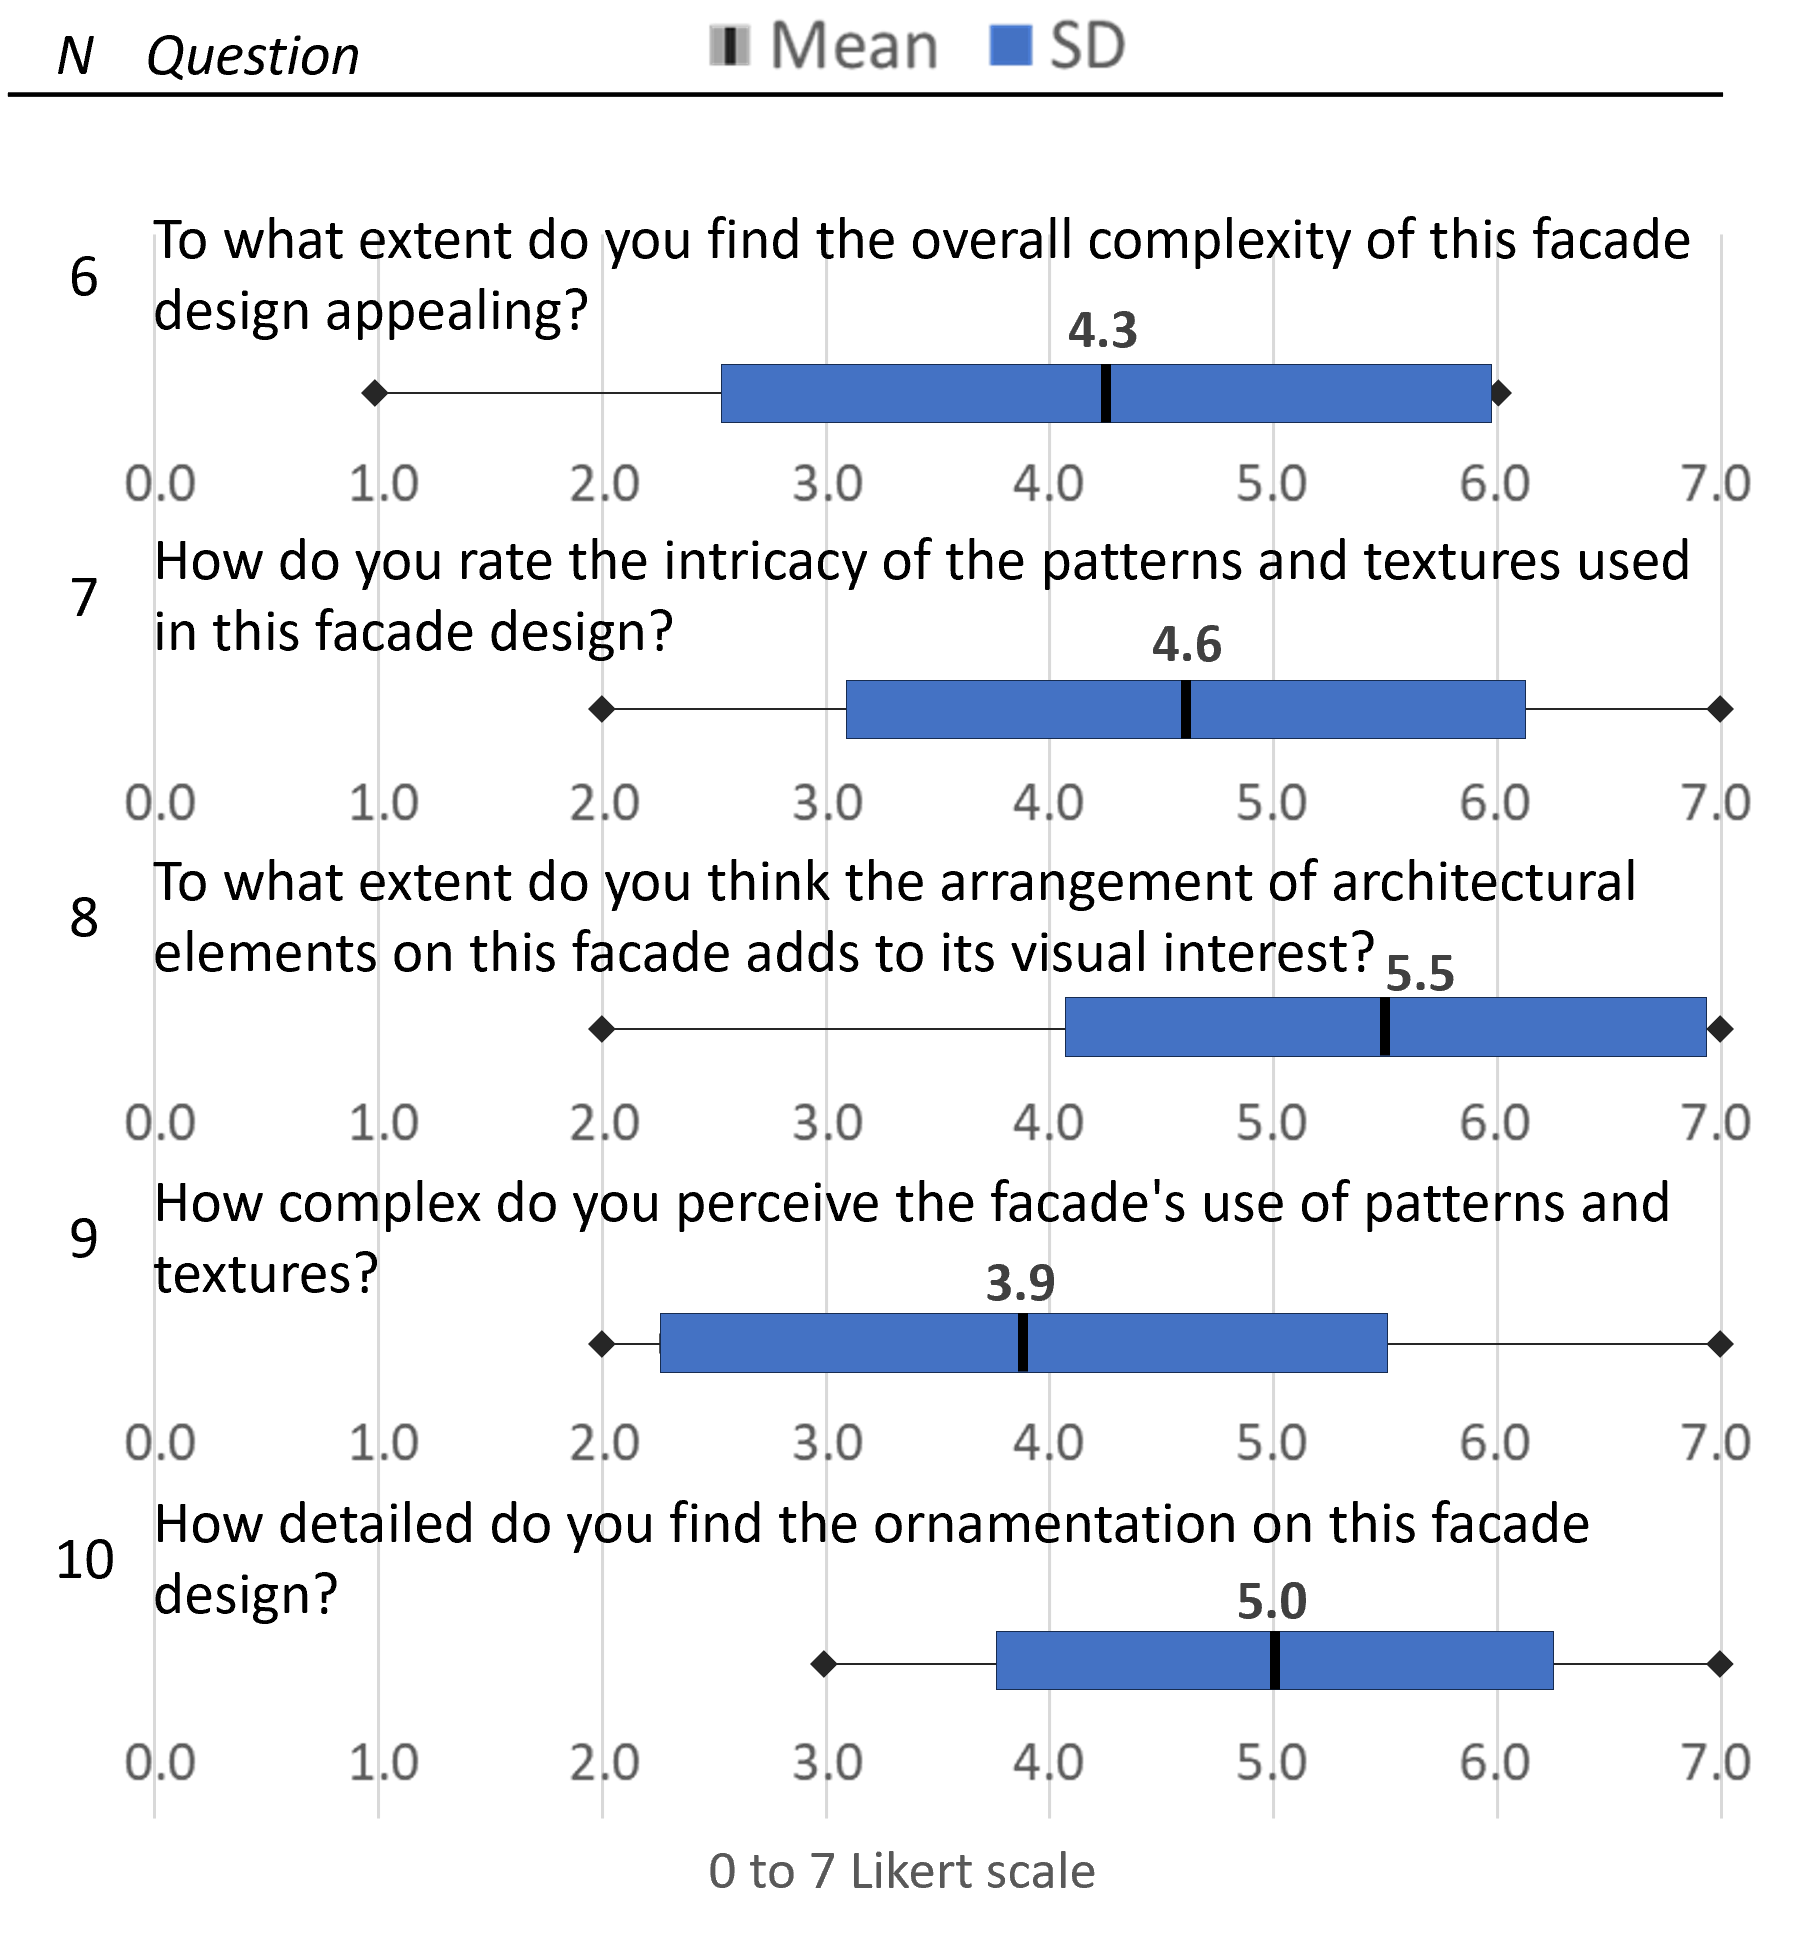 N Question Mean SD
6 To what extent do you find the overall complexity of this facade
design appealing?
4.3
0.0 1.0 2.0 3.0 4.0 5.0 6.0 7.0
7 How do you rate the intricacy of the patterns and textures used
in this facade design?
4.6
0.0 1.0 2.0 3.0 4.0 5.0 6.0 7.0
8 To what extent do you think the arrangement of architectural
elements on this facade adds to its visual interest?
5.5
0.0 1.0 2.0 3.0 4.0 5.0 6.0 7.0
9 How complex do you perceive the facade's use of patterns and
textures?
3.9
0.0 1.0 2.0 3.0 4.0 5.0 6.0 7.0
10 How detailed do you find the ornamentation on this facade
design?
5.0
0.0 1.0 2.0 3.0 4.0 5.0 6.0 7.0
0 to 7 Likert scale